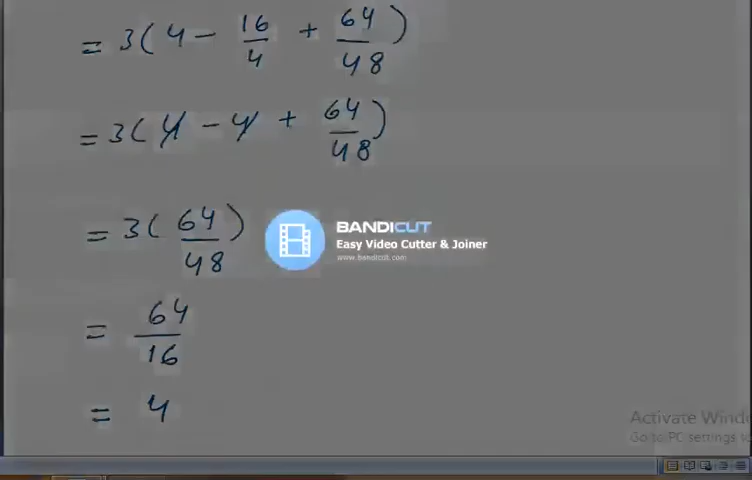 = 3(4 - 16/4 + 64/48)
= 3(4 - 4 + 64/48)
= 3(64/48)
BANDICUT
Easy Video Cutter & Joiner
www.bandicut.com
= 64/16
= 4
Activate Windo
Go to PC settings to